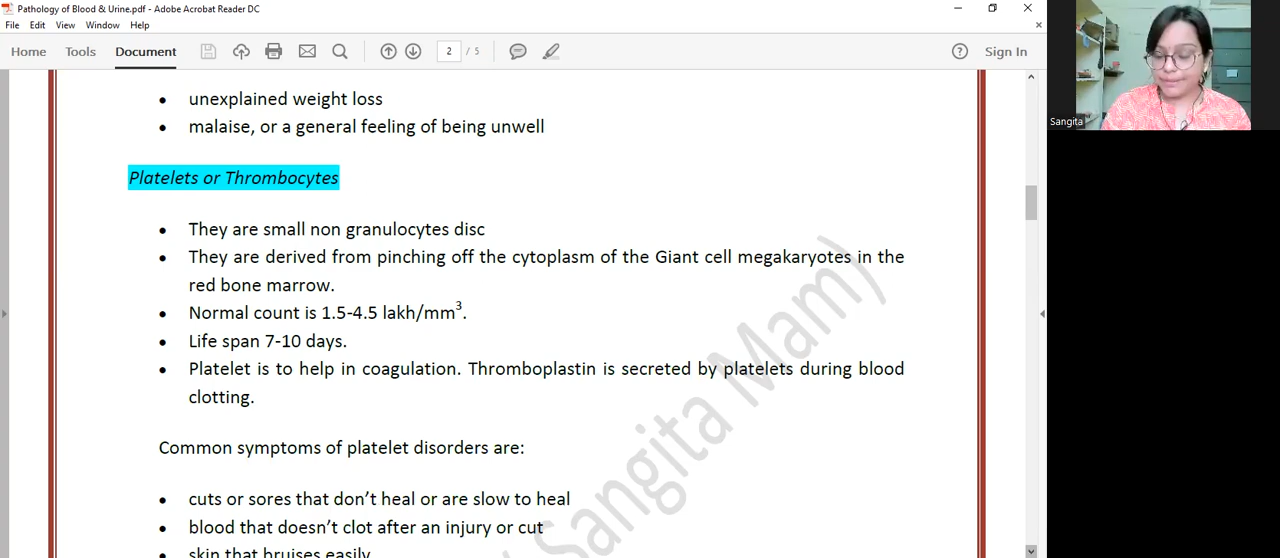 Pathology of Blood & Urine.pdf - Adobe Acrobat Reader DC
File Edit View Window Help
Home Tools Document 2 / 5 Sign In
• unexplained weight loss
• malaise, or a general feeling of being unwell
Platelets or Thrombocytes
• They are small non granulocytes disc
• They are derived from pinching off the cytoplasm of the Giant cell megakaryotes in the
red bone marrow.
• Normal count is 1.5-4.5 lakh/mm³.
• Life span 7-10 days.
• Platelet is to help in coagulation. Thromboplastin is secreted by platelets during blood
clotting.
Common symptoms of platelet disorders are:
• cuts or sores that don’t heal or are slow to heal
• blood that doesn’t clot after an injury or cut
• skin that bruises easily
Sangita Mam)
Sangita